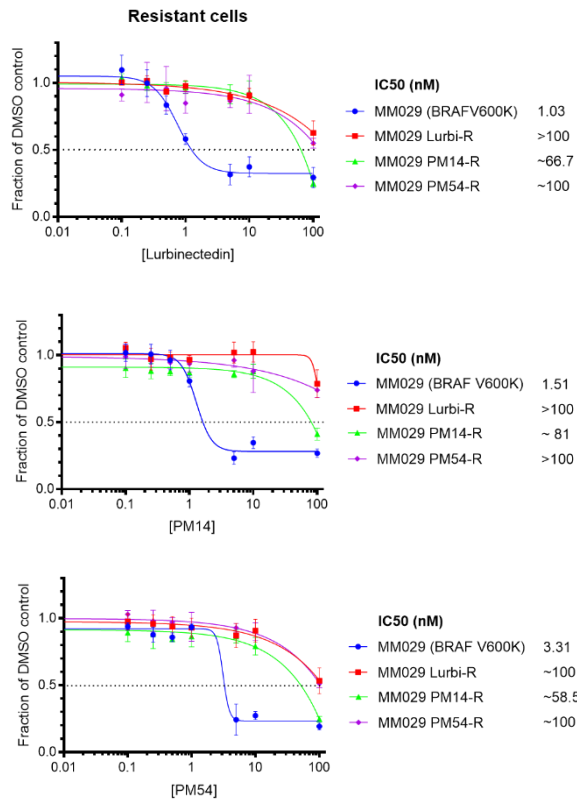 Resistant cells
Fraction of DMSO control
1.0
0.5
0.0
0.01 0.1 1 10 100
[Lurbinectedin]
IC50 (nM)
MM029 (BRAFV600K) 1.03
MM029 Lurbi-R >100
MM029 PM14-R ~66.7
MM029 PM54-R ~100
Fraction of DMSO control
1.0
0.5
0.0
0.01 0.1 1 10 100
[PM14]
IC50 (nM)
MM029 (BRAF V600K) 1.51
MM029 Lurbi-R >100
MM029 PM14-R ~ 81
MM029 PM54-R >100
Fraction of DMSO control
1.0
0.5
0.0
0.01 0.1 1 10 100
[PM54]
IC50 (nM)
MM029 (BRAF V600K) 3.31
MM029 Lurbi-R ~100
MM029 PM14-R ~58.5
MM029 PM54-R ~100